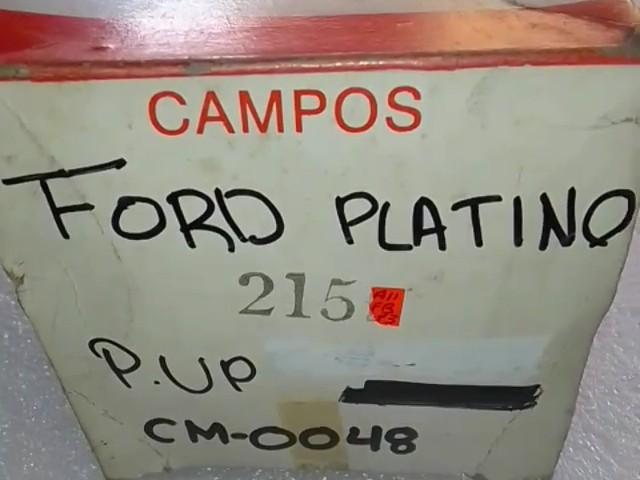 CAMPOS
FORD PLATINO
215
P.UP
CM-0048